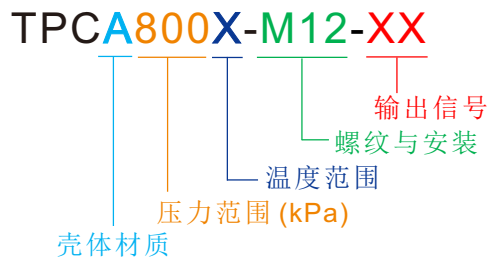 TPCA800X-M12-XX
输出信号
螺纹与安装
温度范围
压力范围(kPa)
壳体材质